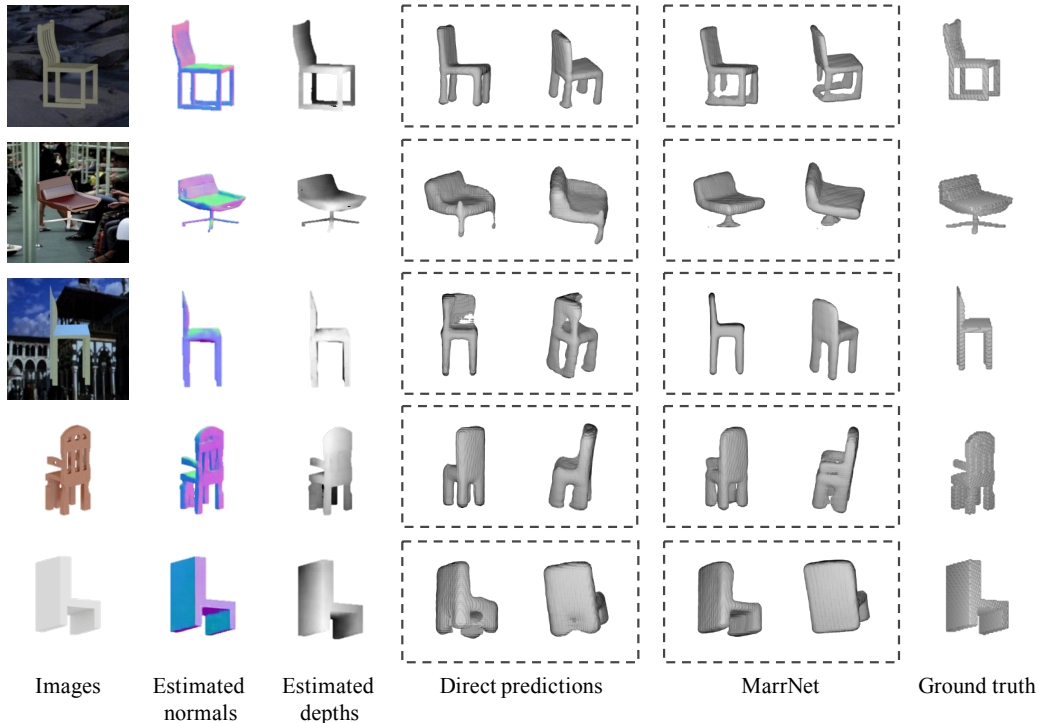 Images
Estimated
normals
Estimated
depths
Direct predictions
MarrNet
Ground truth